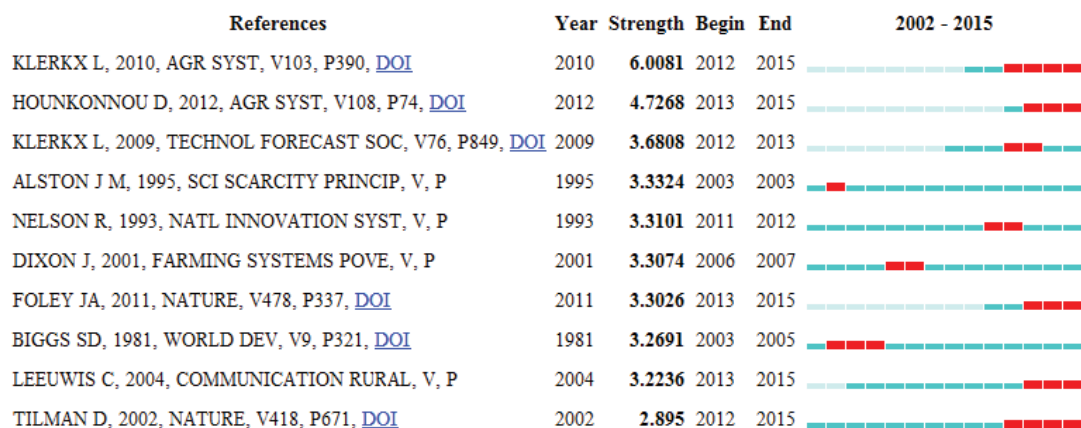 References Year Strength Begin End 2002 - 2015
KLERKX L, 2010, AGR SYST, V103, P390, DOI 2010 6.0081 2012 2015
HOUNKONNOU D, 2012, AGR SYST, V108, P74, DOI 2012 4.7268 2013 2015
KLERKX L, 2009, TECHNOL FORECAST SOC, V76, P849, DOI 2009 3.6808 2012 2013
ALSTON J M, 1995, SCI SCARCITY PRINCIP, V, P 1995 3.3324 2003 2003
NELSON R, 1993, NATL INNOVATION SYST, V, P 1993 3.3101 2011 2012
DIXON J, 2001, FARMING SYSTEMS POVE, V, P 2001 3.3074 2006 2007
FOLEY JA, 2011, NATURE, V478, P337, DOI 2011 3.3026 2013 2015
BIGGS SD, 1981, WORLD DEV, V9, P321, DOI 1981 3.2691 2003 2005
LEEUWIS C, 2004, COMMUNICATION RURAL, V, P 2004 3.2236 2013 2015
TILMAN D, 2002, NATURE, V418, P671, DOI 2002 2.895 2012 2015